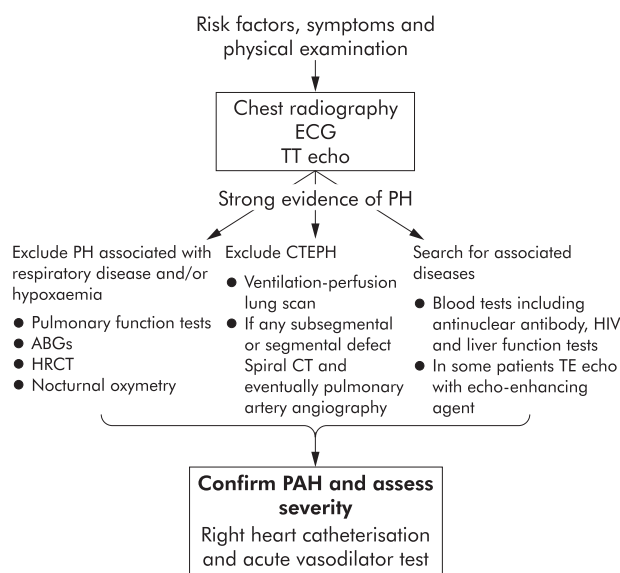 Risk factors, symptoms and
physical examination
Chest radiography
ECG
TT echo
Strong evidence of PH
Exclude PH associated with
respiratory disease and/or
hypoxaemia
● Pulmonary function tests
● ABGs
● HRCT
● Nocturnal oxymetry
Exclude CTEPH
● Ventilation-perfusion
lung scan
● If any subsegmental
or segmental defect
Spiral CT and
eventually pulmonary
artery angiography
Search for associated
diseases
● Blood tests including
antinuclear antibody, HIV
and liver function tests
● In some patients TE echo
with echo-enhancing
agent
Confirm PAH and assess
severity
Right heart catheterisation
and acute vasodilator test